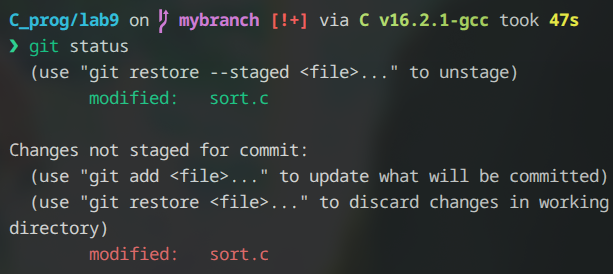 C_prog/lab9 on mybranch [!+] via C v16.2.1-gcc took 47s
❯ git status
  (use "git restore --staged <file>..." to unstage)
        modified:   sort.c

Changes not staged for commit:
  (use "git add <file>..." to update what will be committed)
  (use "git restore <file>..." to discard changes in working
directory)
        modified:   sort.c